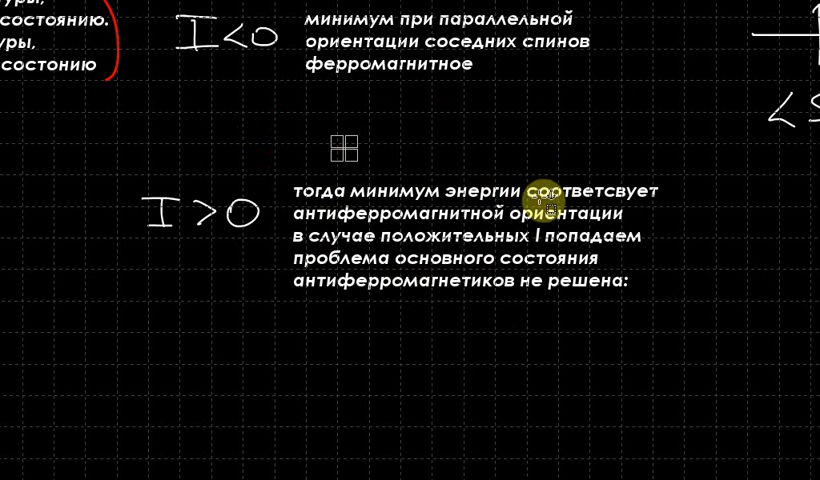 туры,
состоянию.
уры,
состонию
I<0
минимум при параллельной
ориентации соседних спинов
ферромагнитное
<S
I>0
тогда минимум энергии соответсвует
антиферромагнитной ориентации
в случае положительных I попадаем
проблема основного состояния
антиферромагнетиков не решена: